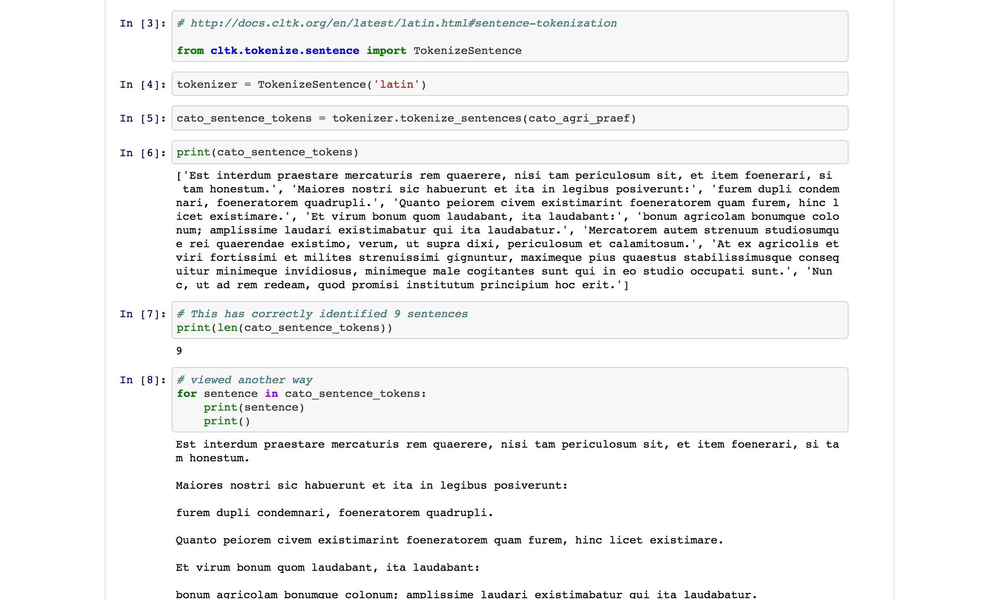 In [3]: # http://docs.cltk.org/en/latest/latin.html#sentence-tokenization
from cltk.tokenize.sentence import TokenizeSentence
In [4]: tokenizer = TokenizeSentence('latin')
In [5]: cato_sentence_tokens = tokenizer.tokenize_sentences(cato_agri_praef)
In [6]: print(cato_sentence_tokens)
['Est interdum praestare mercaturis rem quaerere, nisi tam periculosum sit, et item foenerari, si
 tam honestum.', 'Maiores nostri sic habuerunt et ita in legibus posiverunt:', 'furem dupli condem
nari, foeneratorem quadrupli.', 'Quanto peiorem civem existimarint foeneratorem quam furem, hinc l
icet existimare.', 'Et virum bonum quom laudabant, ita laudabant:', 'bonum agricolam bonumque colo
num; amplissime laudari existimabatur qui ita laudabatur.', 'Mercatorem autem strenuum studiosumqu
e rei quaerendae existimo, verum, ut supra dixi, periculosum et calamitosum.', 'At ex agricolis et
viri fortissimi et milites strenuissimi gignuntur, maximeque pius quaestus stabilissimusque conseq
uitur minimeque invidiosus, minimeque male cogitantes sunt qui in eo studio occupati sunt.', 'Nun
c, ut ad rem redeam, quod promisi institutum principium hoc erit.']
In [7]: # This has correctly identified 9 sentences
print(len(cato_sentence_tokens))
9
In [8]: # viewed another way
for sentence in cato_sentence_tokens:
    print(sentence)
    print()
Est interdum praestare mercaturis rem quaerere, nisi tam periculosum sit, et item foenerari, si ta
m honestum.
Maiores nostri sic habuerunt et ita in legibus posiverunt:
furem dupli condemnari, foeneratorem quadrupli.
Quanto peiorem civem existimarint foeneratorem quam furem, hinc licet existimare.
Et virum bonum quom laudabant, ita laudabant:
bonum agricolam bonumque colonum; amplissime laudari existimabatur qui ita laudabatur.